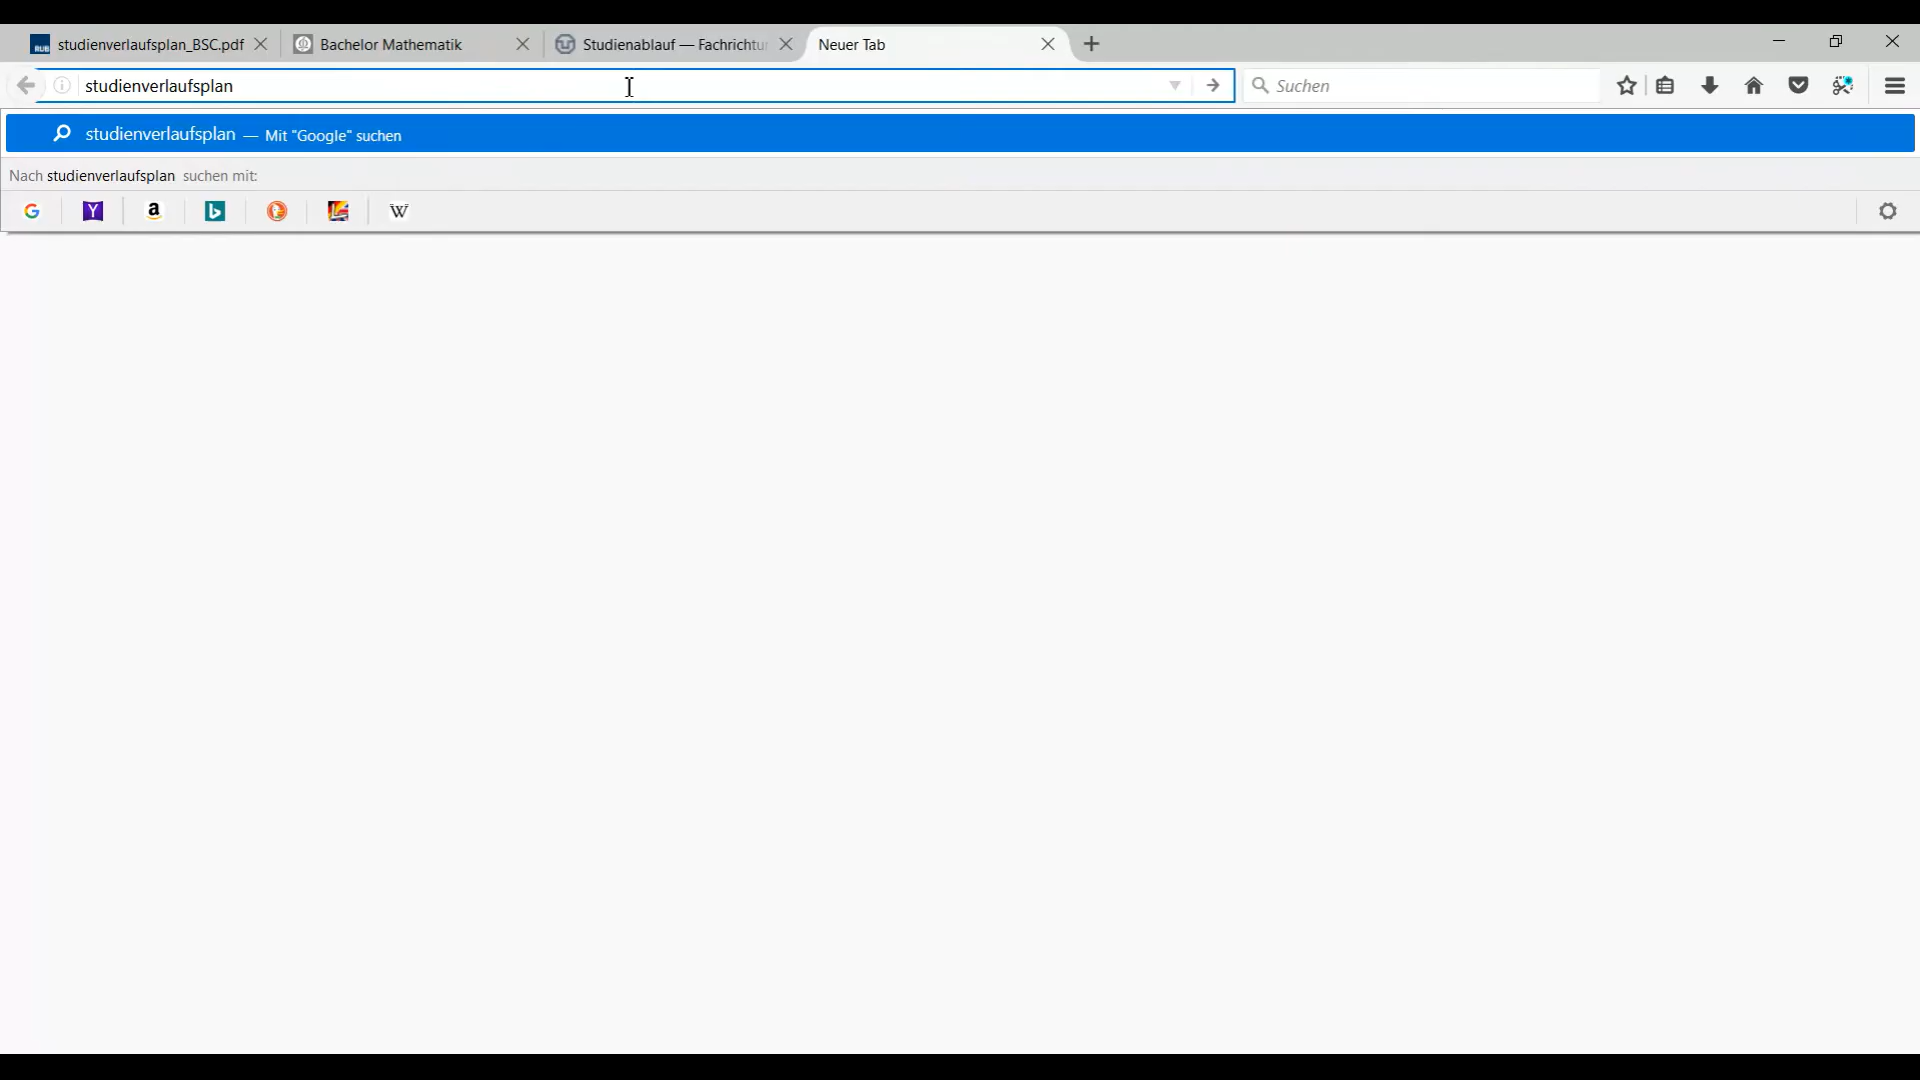 studienverlaufsplan_BSC.pdf Bachelor Mathematik Studienablauf — Fachrichtu Neuer Tab
studienverlaufsplan Suchen
studienverlaufsplan — Mit "Google" suchen
Nach studienverlaufsplan suchen mit: